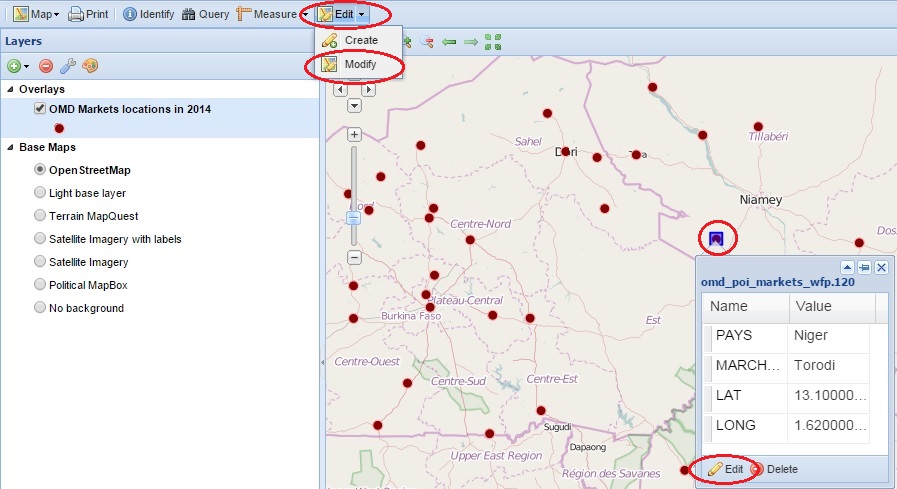 Map Print Identify Query Measure Edit
Create
Modify
Layers
Overlays
OMD Markets locations in 2014
Base Maps
OpenStreetMap
Light base layer
Terrain MapQuest
Satellite Imagery with labels
Satellite Imagery
Political MapBox
No background
Sahel
Dori
Tillabéri
Niamey
Centre-Nord
Plateau-Central
Burkina Faso
Est
Centre-Ouest
Centre-Sud
Centre-Est
Sugudi
Dapaong
Upper East Region
Région des Savanes
omd_poi_markets_wfp.120
Name Value
PAYS Niger
MARCH... Torodi
LAT 13.10000...
LONG 1.620000...
Edit Delete